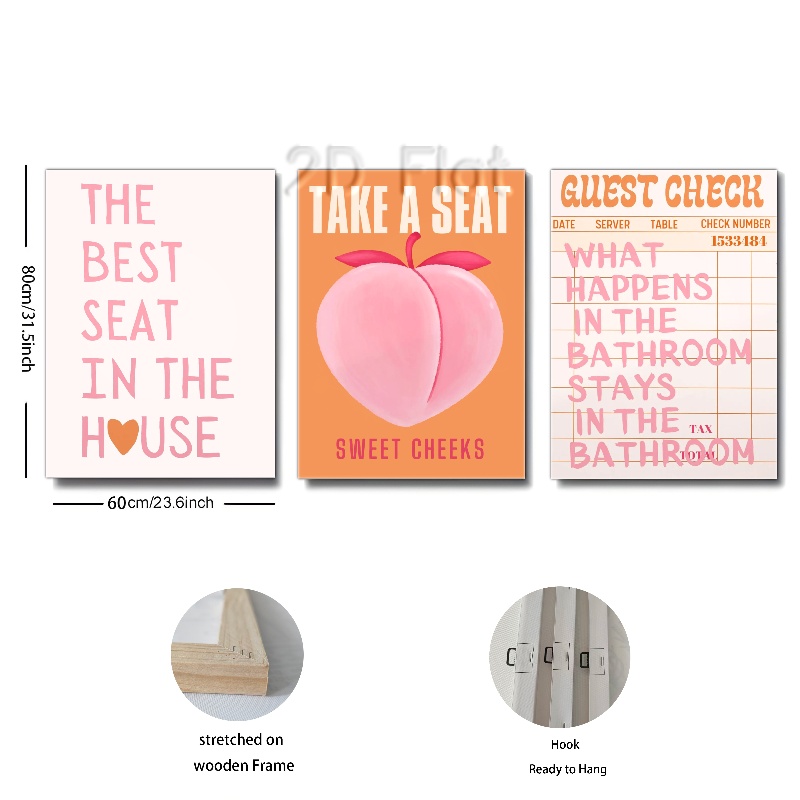 2D Flat
THE
BEST
SEAT
IN THE
HOUSE
TAKE A SEAT
SWEET CHEEKS
GUEST CHECK
DATE SERVER TABLE CHECK NUMBER
1533484
WHAT
HAPPENS
IN THE
BATHROOM
STAYS
IN THE
TAX
BATHROOM
TOTAL
80cm/31.5inch
60cm/23.6inch
stretched on
wooden Frame
Hook
Ready to Hang